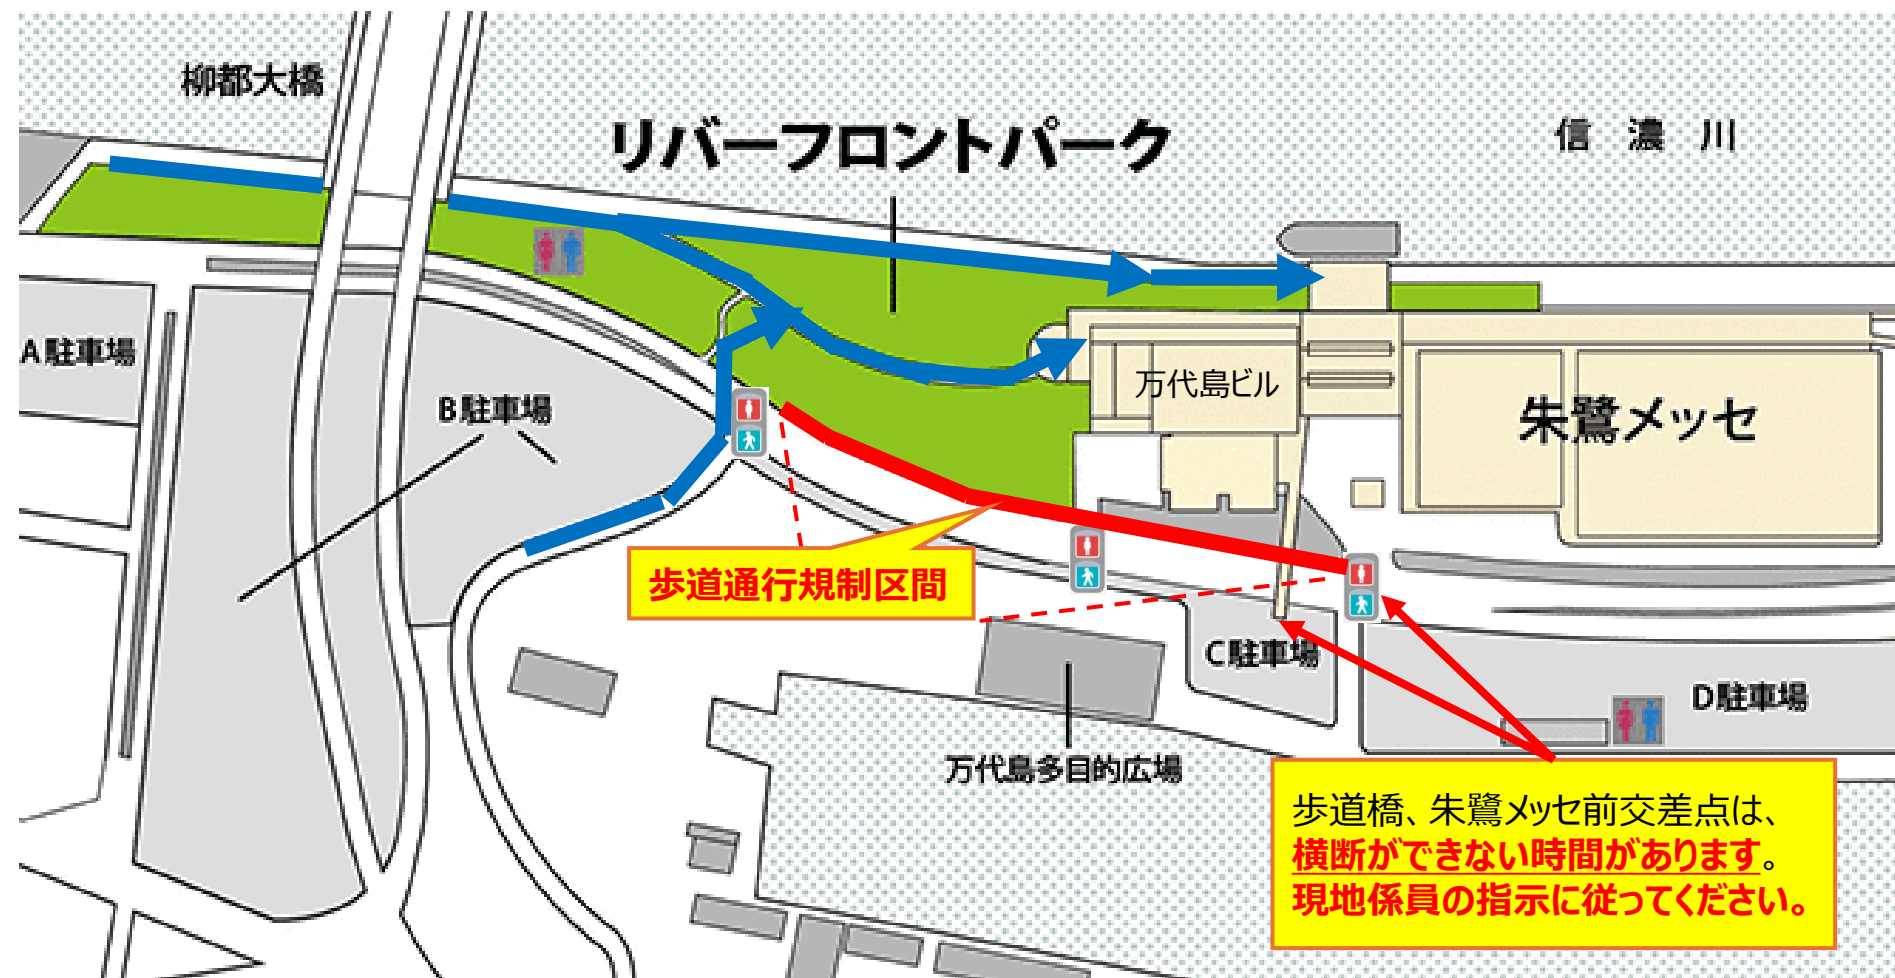 柳都大橋
リバーフロントパーク
信濃川
A駐車場
B駐車場
万代島ビル
朱鷺メッセ
歩道通行規制区間
C駐車場
D駐車場
万代島多目的広場
歩道橋、朱鷺メッセ前交差点は、
横断ができない時間があります。
現地係員の指示に従ってください。